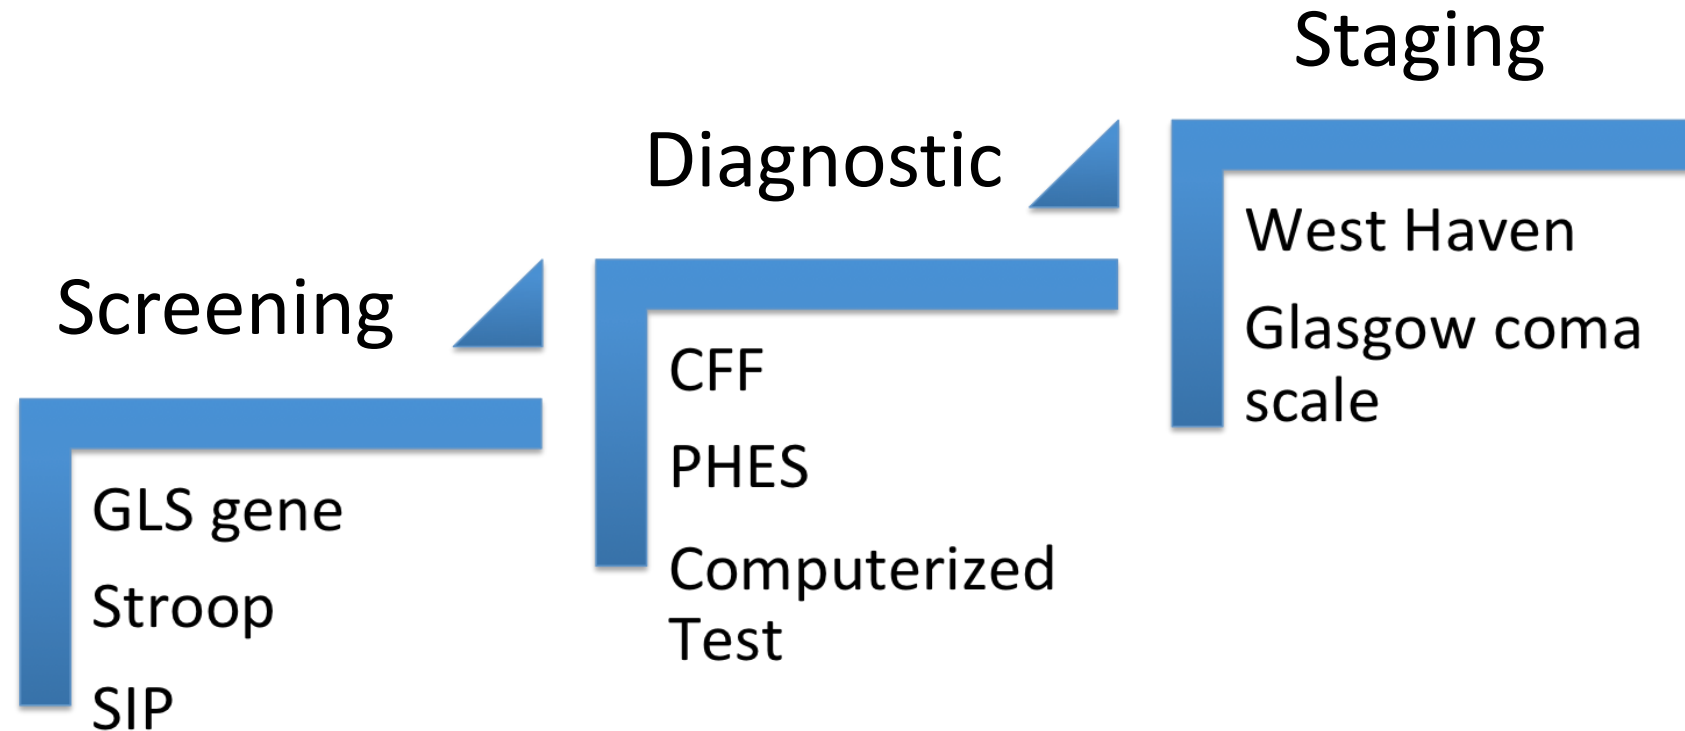 Screening
GLS gene
Stroop
SIP
Diagnostic
CFF
PHES
Computerized
Test
Staging
West Haven
Glasgow coma
scale